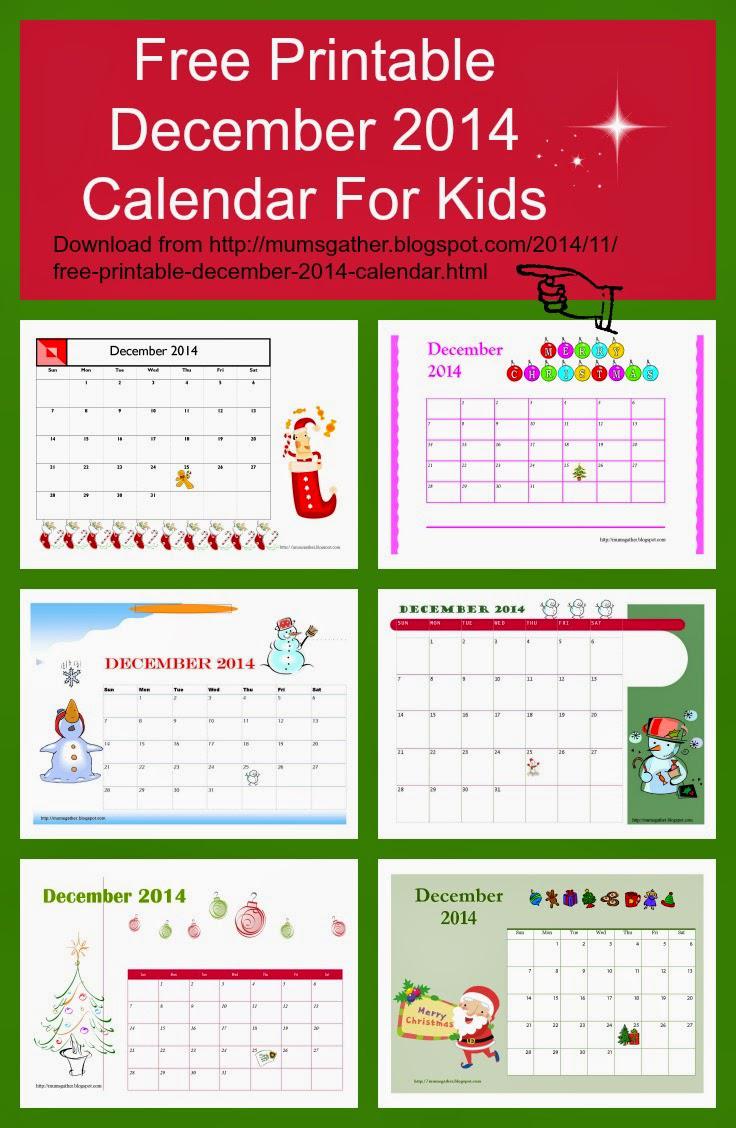 Free Printable
December 2014
Calendar For Kids
Download from http://mumsgather.blogspot.com/2014/11/
free-printable-december-2014-calendar.html
December 2014
Sun Mon Tue Wed Thu Fri Sat
1 2 3 4 5 6
7 8 9 10 11 12 13
14 15 16 17 18 19 20
21 22 23 24 25 26 27
28 29 30 31
http://mumsgather.blogspot.com
December
2014
MERRY
CHRISTMAS
1 2 3 4 5 6
7 8 9 10 11 12 13
14 15 16 17 18 19 20
21 22 23 24 25 26 27
28 29 30 31
http://mumsgather.blogspot.com
DECEMBER 2014
Sun Mon Tue Wed Thu Fri Sat
1 2 3 4 5 6
7 8 9 10 11 12 13
14 15 16 17 18 19 20
21 22 23 24 25 26 27
28 29 30 31
http://mumsgather.blogspot.com
DECEMBER 2014
SUN MON TUE WED THU FRI SAT
1 2 3 4 5 6
7 8 9 10 11 12 13
14 15 16 17 18 19 20
21 22 23 24 25 26 27
28 29 30 31
http://mumsgather.blogspot.com
December 2014
Sun Mon Tue Wed Thu Fri Sat
1 2 3 4 5 6
7 8 9 10 11 12 13
14 15 16 17 18 19 20
21 22 23 24 25 26 27
28 29 30 31
http://mumsgather.blogspot.com
December
2014
Merry
Christmas
Sun Mon Tue Wed Thu Fri Sat
1 2 3 4 5 6
7 8 9 10 11 12 13
14 15 16 17 18 19 20
21 22 23 24 25 26 27
28 29 30 31
http://mumsgather.blogspot.com